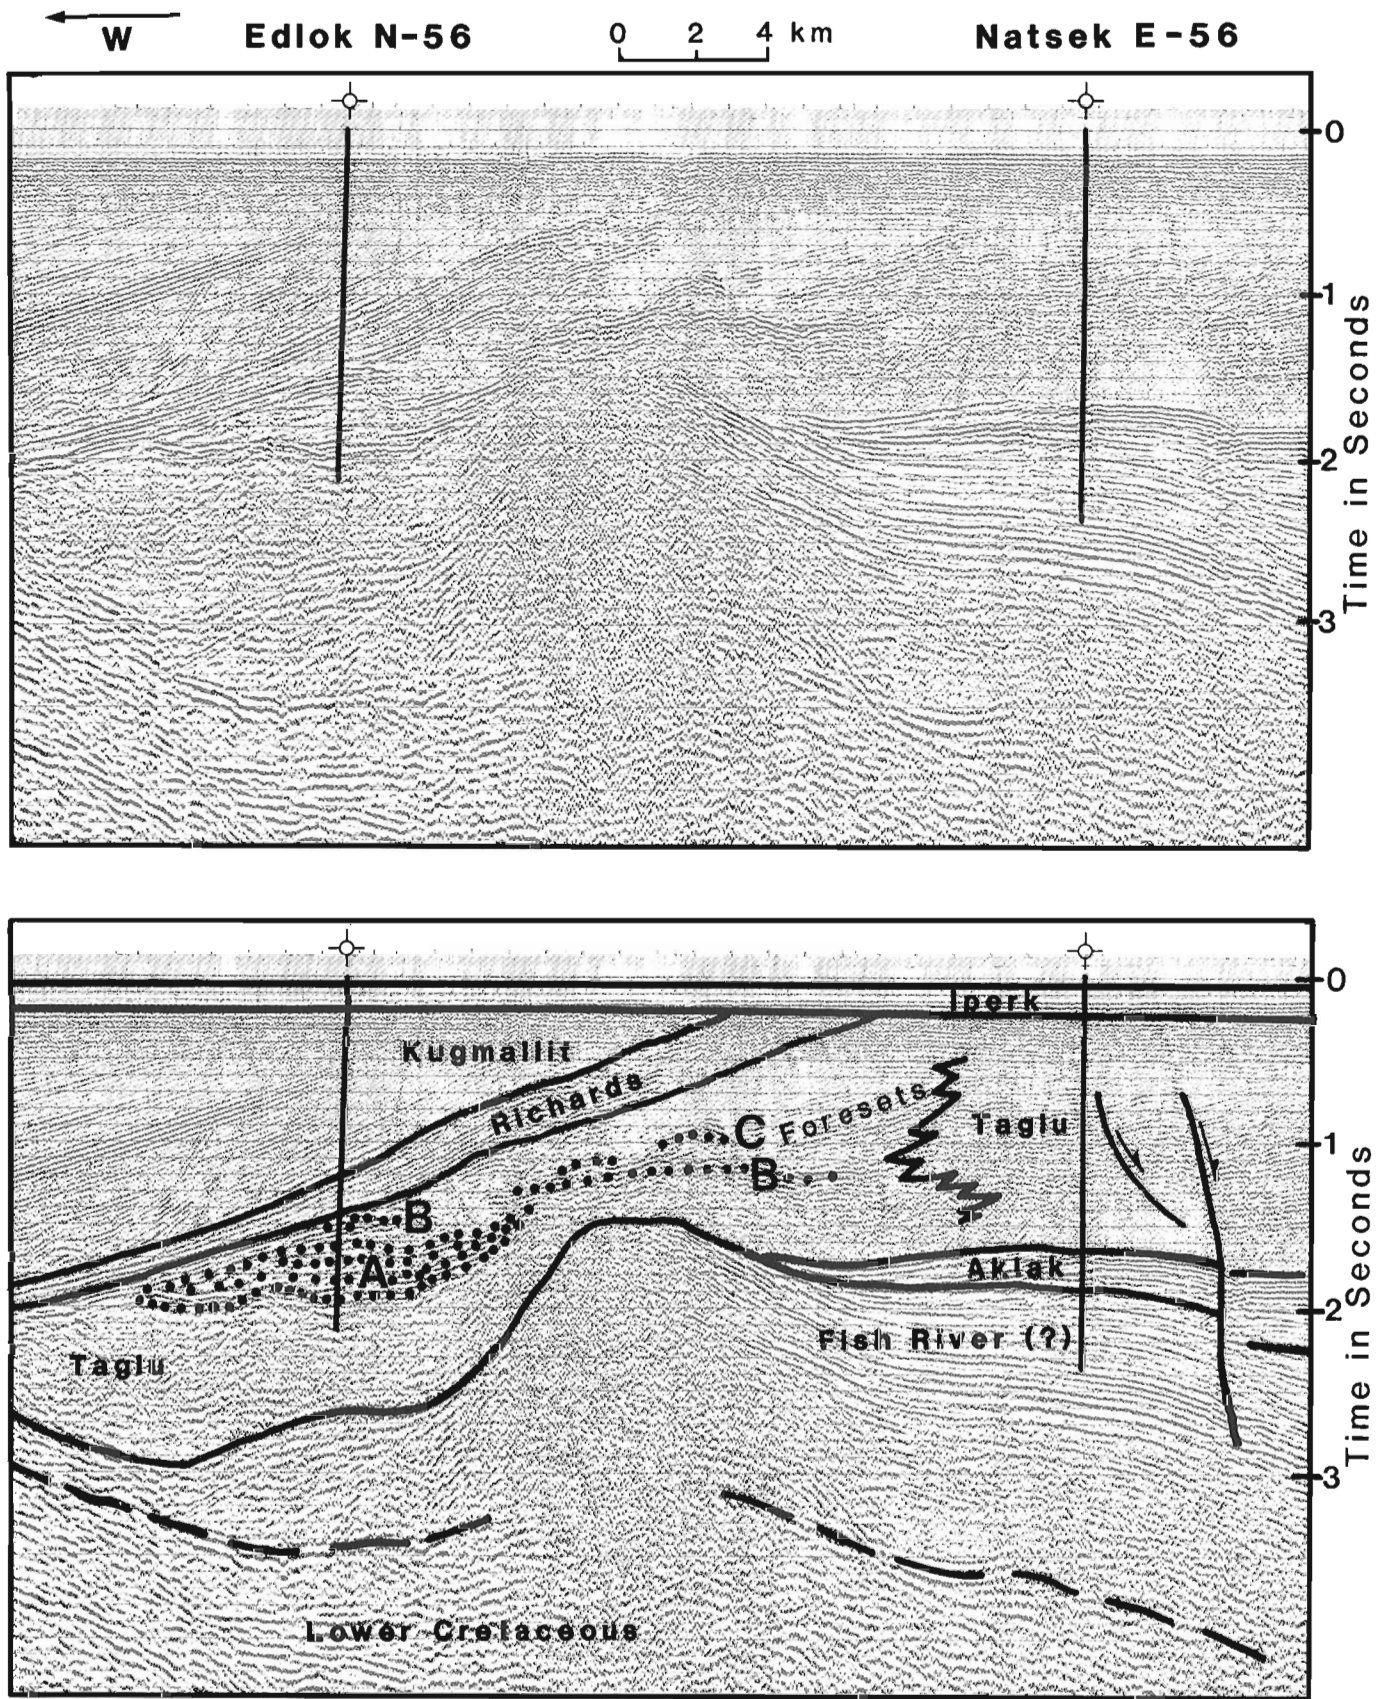 W Edlok N-56 0 2 4 km Natsek E-56
0
1
2
3
Time in Seconds
0
Iperk
Kugmallit
Richards
C Foresets Taglu
1
B
B
A
Aklak
2
Fish River (?)
Taglu
3
Time in Seconds
Lower Cretaceous